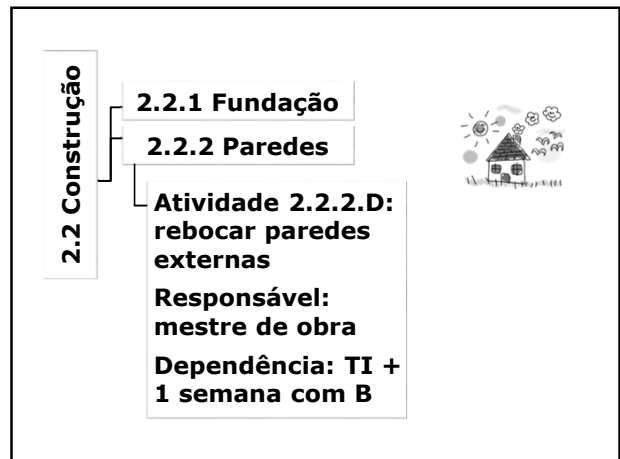 2.2 Construção
2.2.1 Fundação
2.2.2 Paredes
Atividade 2.2.2.D:
rebocar paredes
externas
Responsável:
mestre de obra
Dependência: TI +
1 semana com B